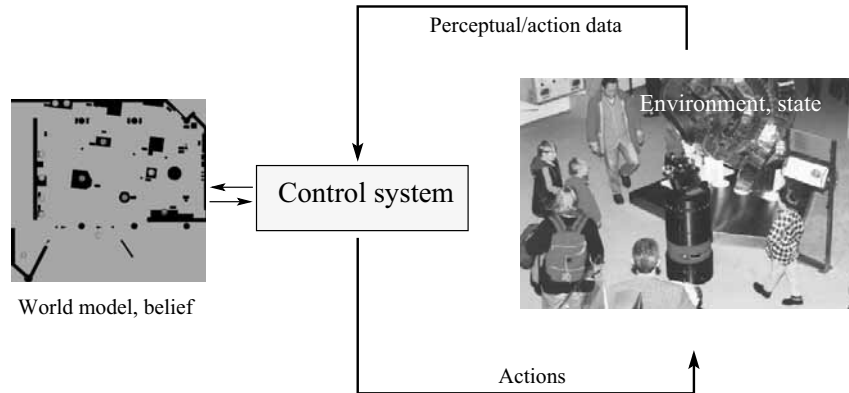 Perceptual/action data
Environment, state
Control system
World model, belief
Actions